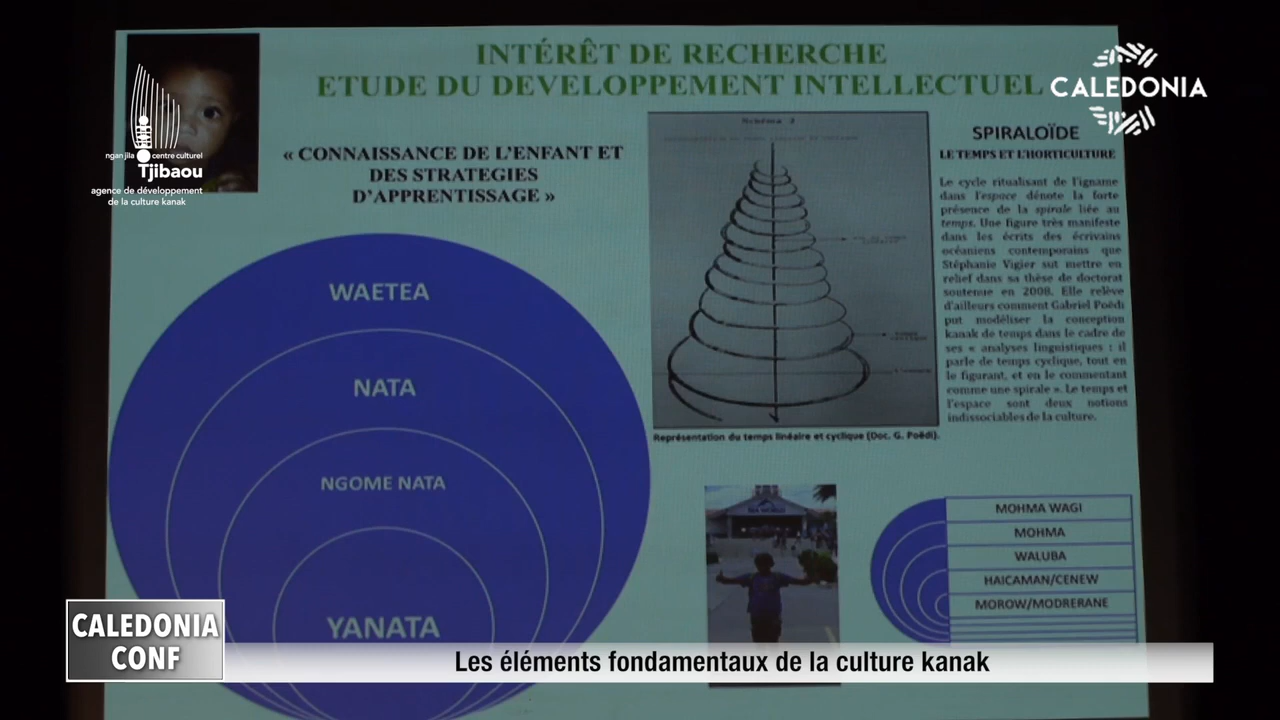 INTÉRÊT DE RECHERCHE
ETUDE DU DEVELOPPEMENT INTELLECTUEL
CALEDONIA
ngan jila centre culturel
Tjibaou
agence de développement
de la culture kanak
« CONNAISSANCE DE L'ENFANT ET
DES STRATEGIES
D'APPRENTISSAGE »
WAETEA
NATA
NGOME NATA
YANATA
Schéma 2
Représentation du temps linéaire et cyclique (Doc. G. Poëdi).
SPIRALOÏDE
LE TEMPS ET L'HORTICULTURE
Le cycle ritualisant de l'igname
dans l'espace dénote la forte
présence de la spirale liée au
temps. Une figure très manifeste
dans les écrits des écrivains
océaniens contemporains que
Stéphanie Vigier sut mettre en
relief dans sa thèse de doctorat
soutenue en 2008. Elle relève
d'ailleurs comment Gabriel Poëdi
put modéliser la conception
kanak de temps dans le cadre de
ses « analyses linguistiques : il
parle de temps cyclique, tout en
le figurant, et en le commentant
comme une spirale ». Le temps et
l'espace sont deux notions
indissociables de la culture.
SEA WORLD
MOHMA WAGI
MOHMA
WALUBA
HAICAMAN/CENEW
MOROW/MODRERANE
CALEDONIA
CONF
Les éléments fondamentaux de la culture kanak